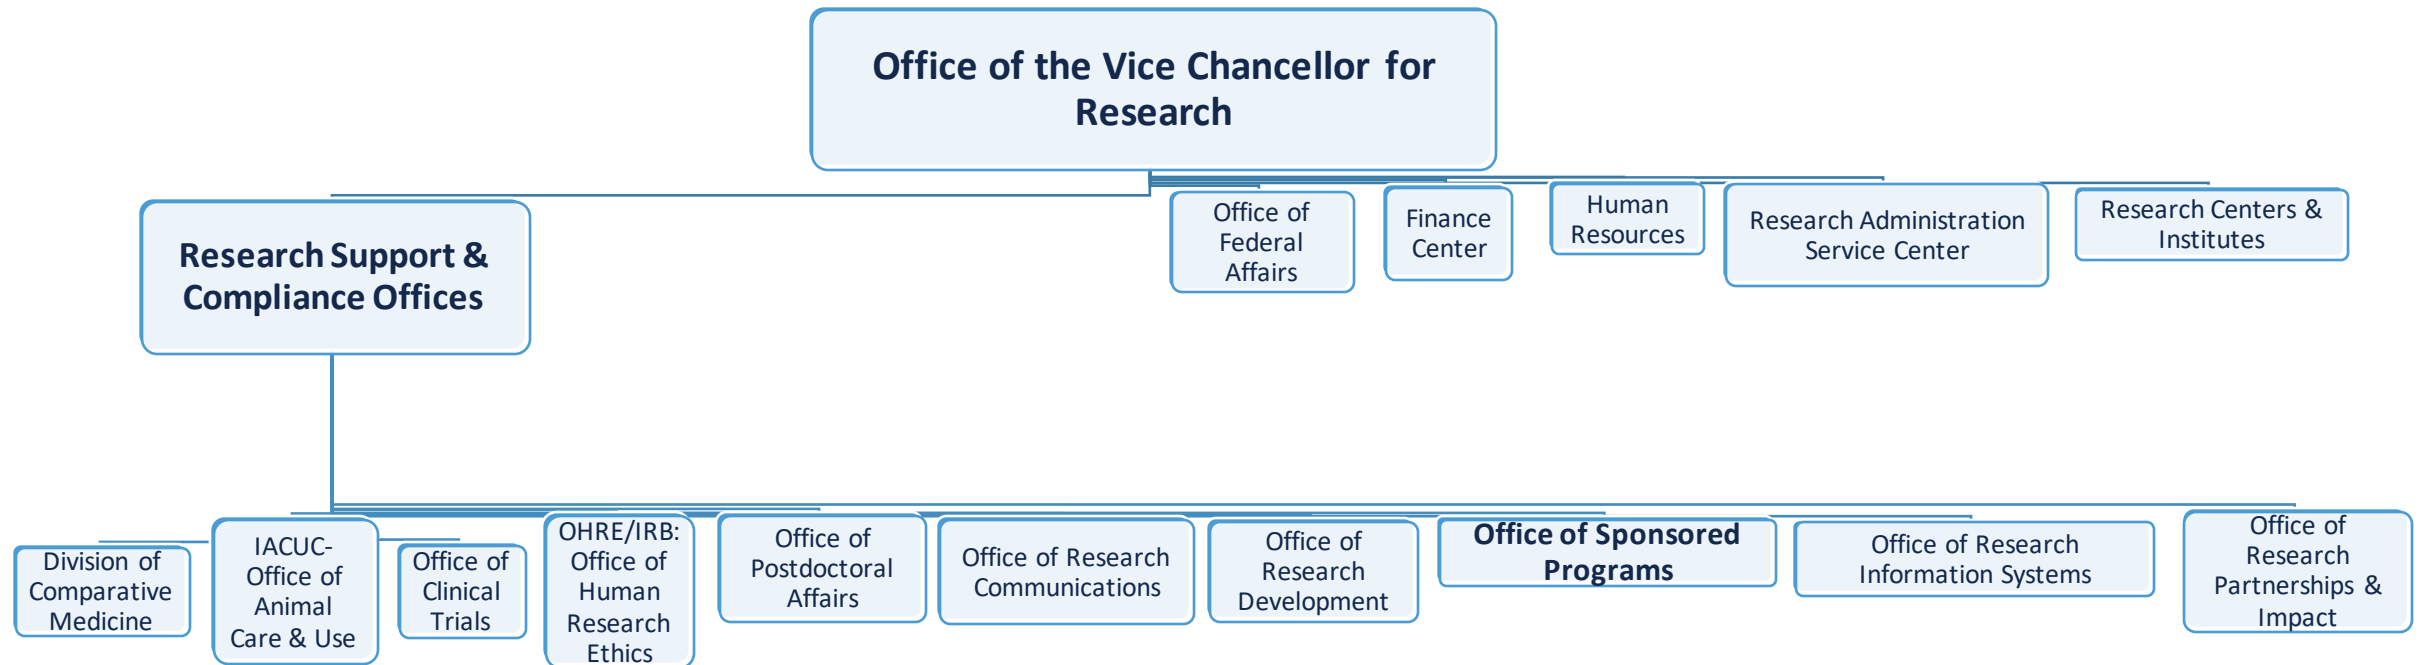 Office of the Vice Chancellor for
Research
Research Support &
Compliance Offices
Office of
Federal
Affairs
Finance
Center
Human
Resources
Research Administration
Service Center
Research Centers &
Institutes
Division of
Comparative
Medicine
IACUC-
Office of
Animal
Care & Use
Office of
Clinical
Trials
OHRE/IRB:
Office of
Human
Research
Ethics
Office of
Postdoctoral
Affairs
Office of Research
Communications
Office of
Research
Development
Office of Sponsored
Programs
Office of Research
Information Systems
Office of
Research
Partnerships &
Impact